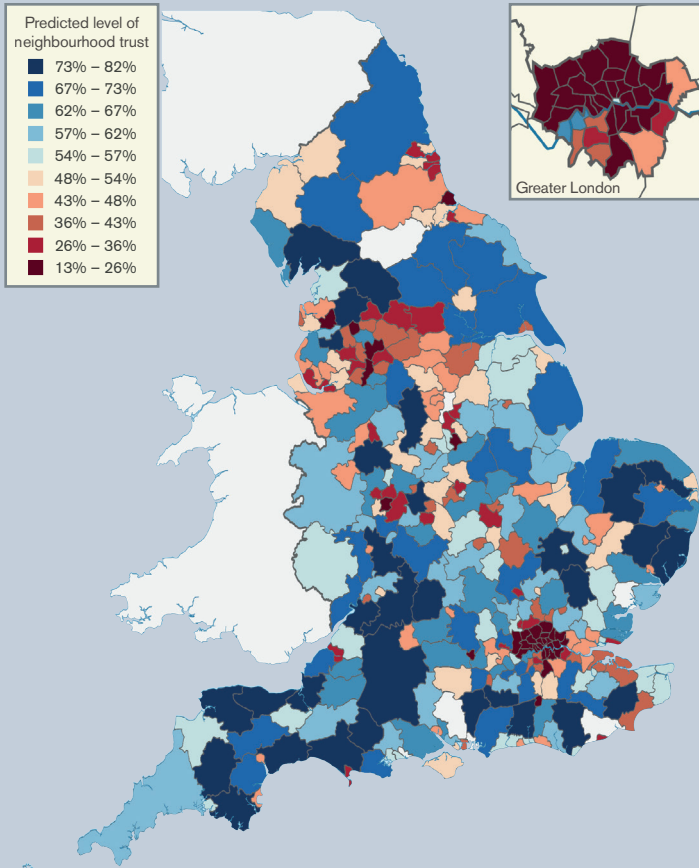 Predicted level of
neighbourhood trust
73% – 82%
67% – 73%
62% – 67%
57% – 62%
54% – 57%
48% – 54%
43% – 48%
36% – 43%
26% – 36%
13% – 26%
Greater London